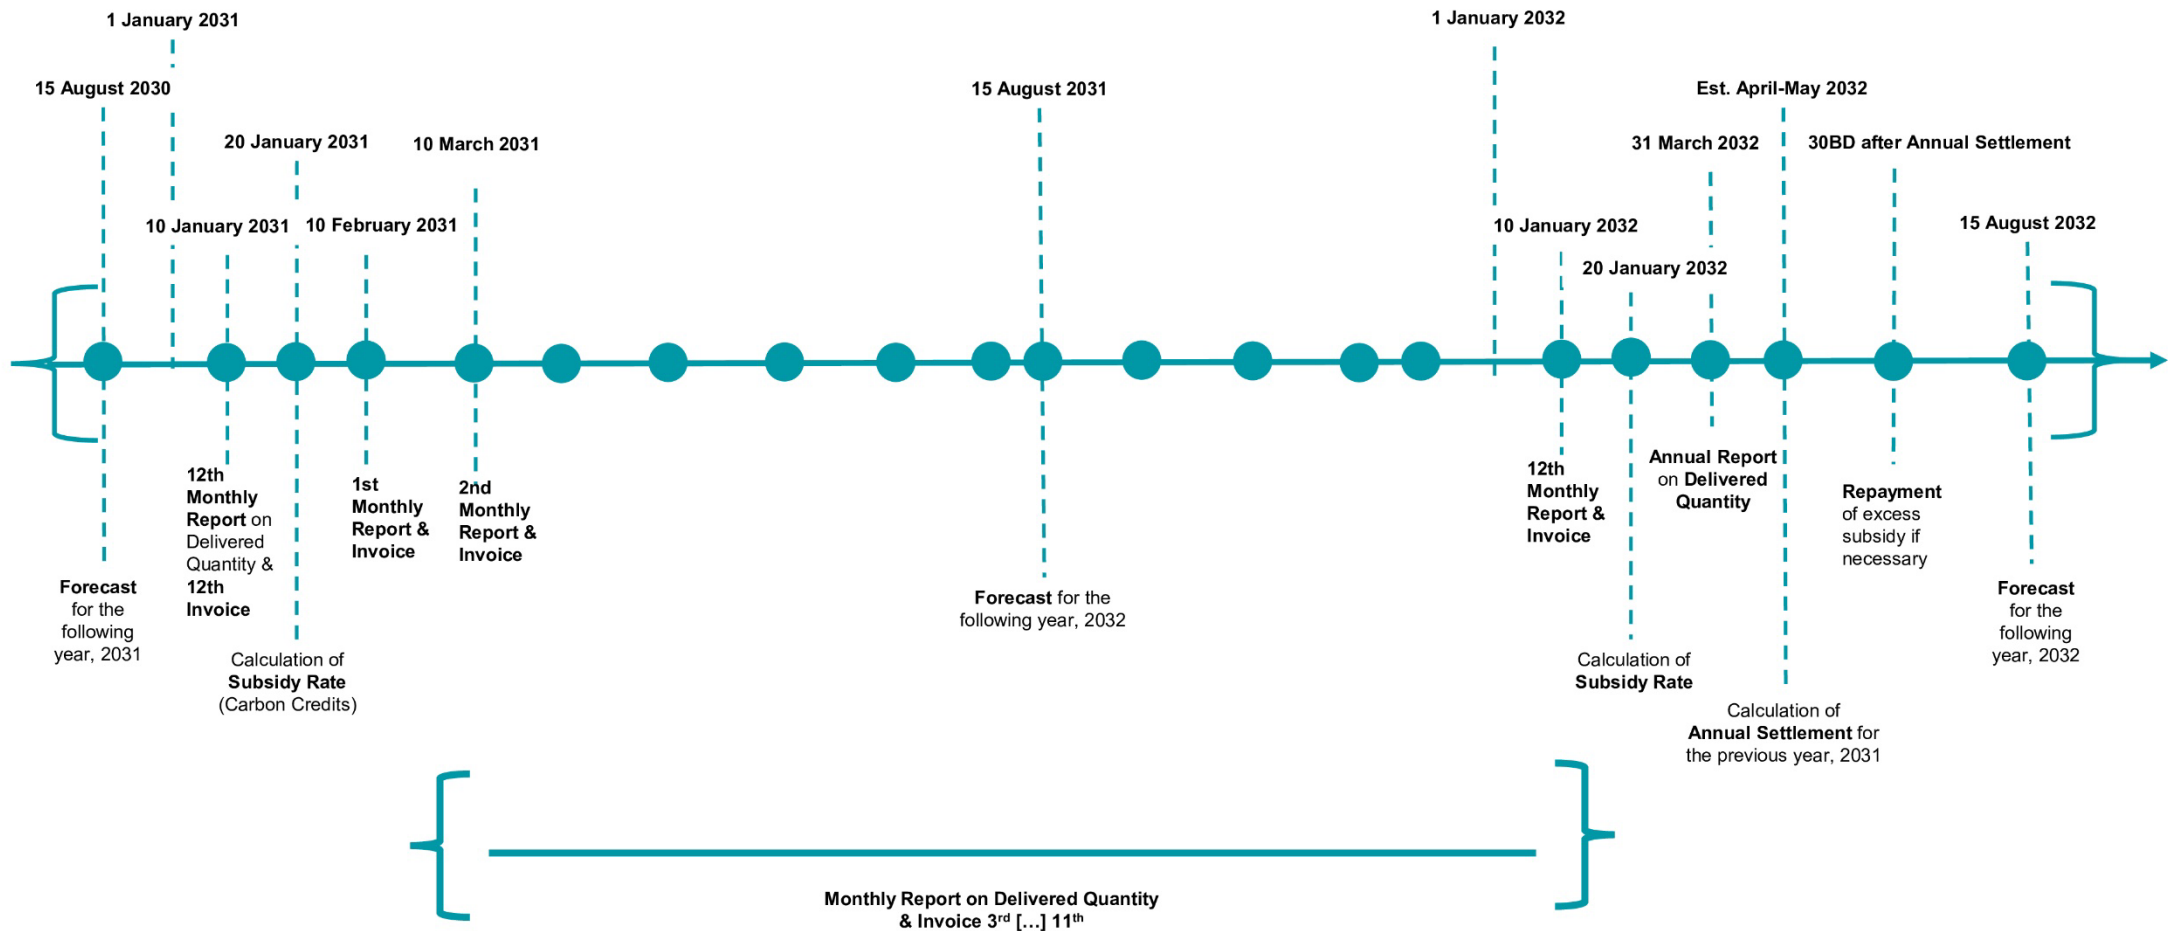 1 January 2031
1 January 2032
15 August 2030
15 August 2031
Est. April-May 2032
20 January 2031
10 March 2031
31 March 2032
30BD after Annual Settlement
10 January 2031
10 February 2031
10 January 2032
15 August 2032
20 January 2032
12th
Monthly
Report on
Delivered
Quantity &
12th
Invoice
1st
Monthly
Report &
Invoice
2nd
Monthly
Report &
Invoice
12th
Monthly
Report &
Invoice
Annual Report
on Delivered
Quantity
Repayment
of excess
subsidy if
necessary
Forecast
for the
following
year, 2031
Forecast for the
following year, 2032
Forecast
for the
following
year, 2032
Calculation of
Subsidy Rate
(Carbon Credits)
Calculation of
Subsidy Rate
Calculation of
Annual Settlement for
the previous year, 2031
Monthly Report on Delivered Quantity
& Invoice 3rd […] 11th